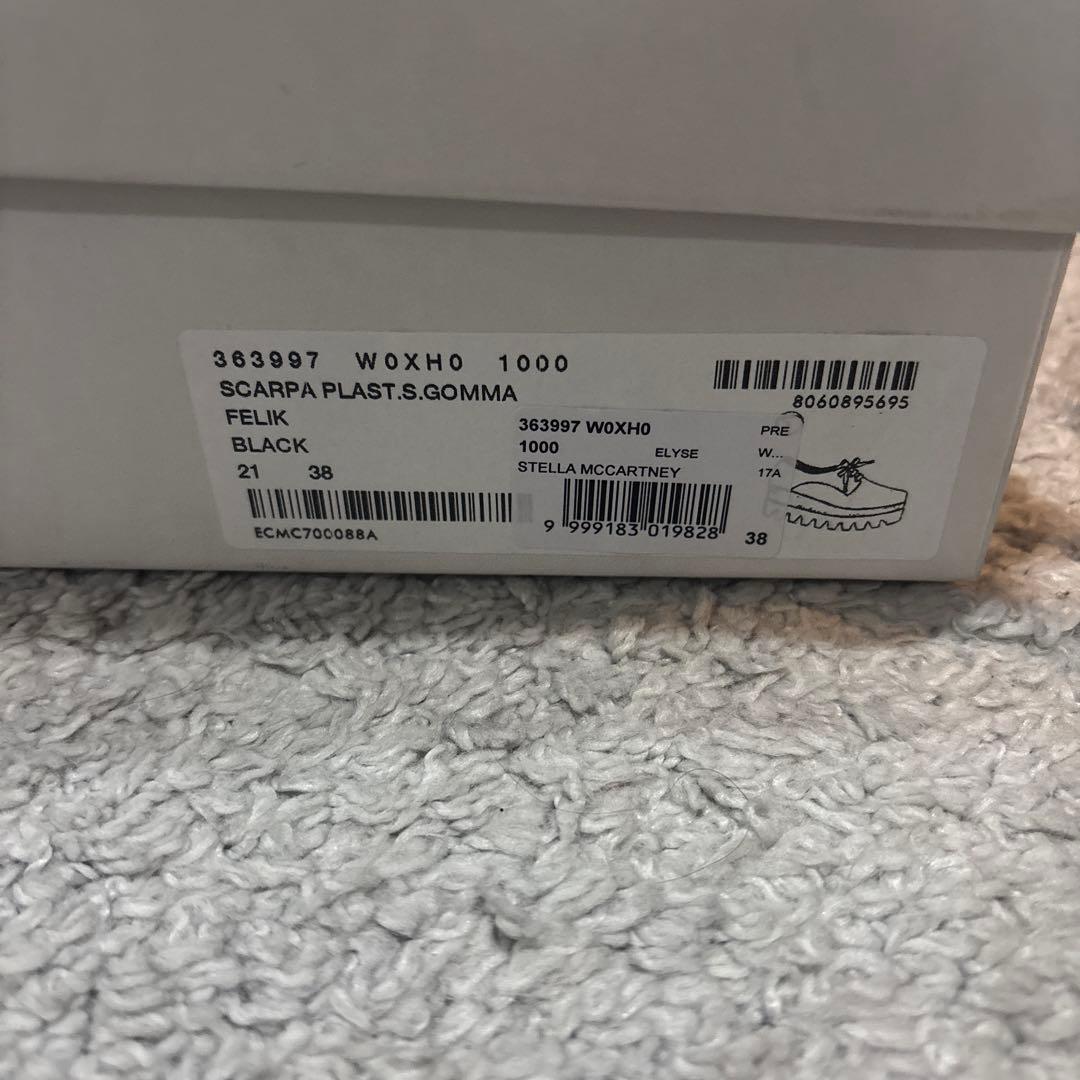 363997 W0XH0 1000
SCARPA PLAST.S.GOMMA
FELIK
BLACK
21 38
ECMC700088A
8060895695
363997 W0XH0 PRE
1000 ELYSE W...
STELLA MCCARTNEY 17A
9 999183 019828 38